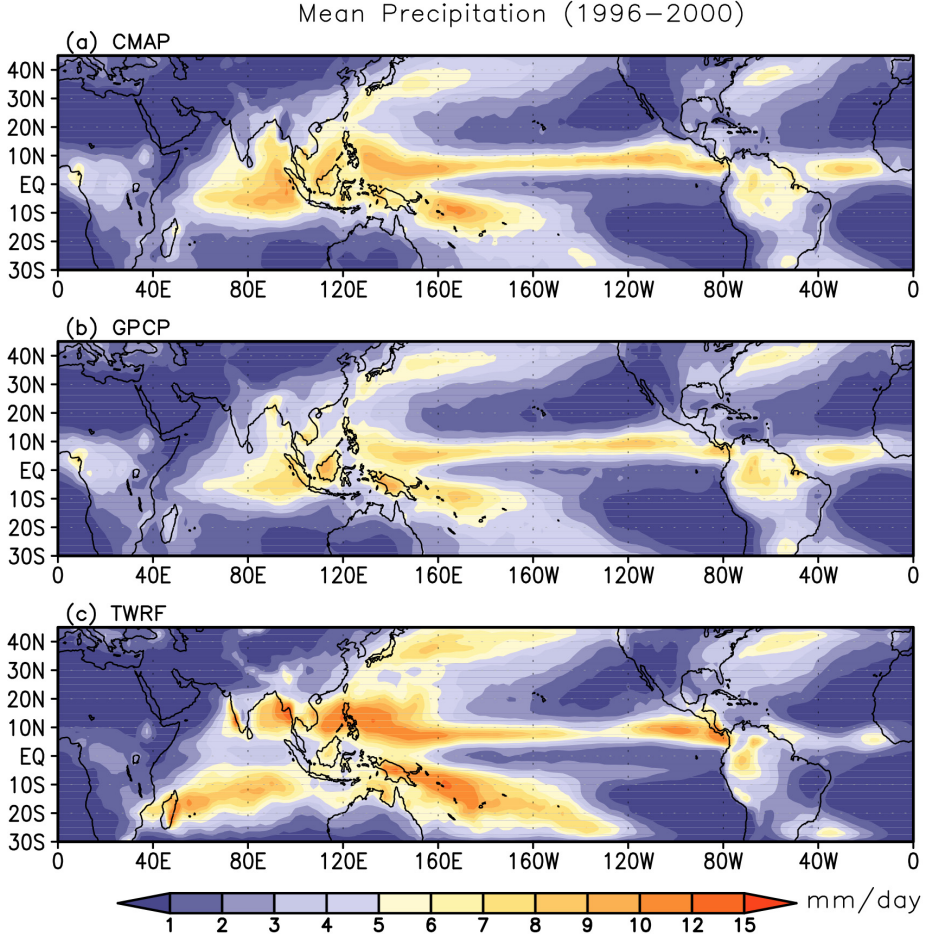 Mean Precipitation (1996−2000)
(a) CMAP
40N
30N
20N
10N
EQ
10S
20S
30S
0 40E 80E 120E 160E 160W 120W 80W 40W 0
(b) GPCP
40N
30N
20N
10N
EQ
10S
20S
30S
0 40E 80E 120E 160E 160W 120W 80W 40W 0
(c) TWRF
40N
30N
20N
10N
EQ
10S
20S
30S
0 40E 80E 120E 160E 160W 120W 80W 40W 0
mm/day
1 2 3 4 5 6 7 8 9 10 12 15